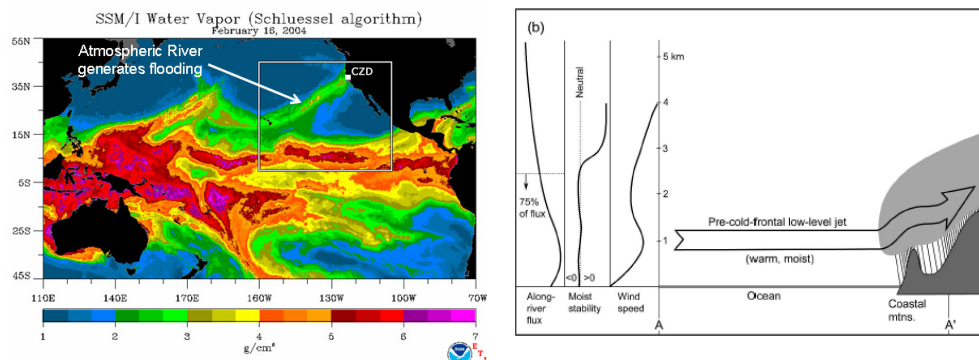 SSM/I Water Vapor (Schluessel algorithm)
February 16, 2004
55N
45N
30N
15N
5N
5S
25S
45S
Atmospheric River
generates flooding
CZD
110E 140E 170E 160W 130W 100W 70W
1 2 3 4 5 6 7
(b)
5 km
4
3
2
1
Neutral
75%
of flux
<0 >0
Pre-cold-frontal low-level jet
(warm, moist)
Along-
river
flux
Moist
stability
Wind
speed
Ocean
Coastal
mtns.
A A'